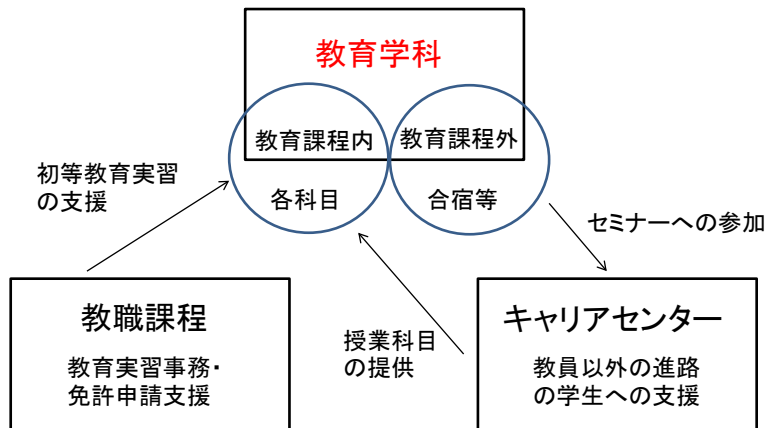 教育学科
教育課程内
教育課程外
各科目
合宿等
初等教育実習
の支援
セミナーへの参加
教職課程
教育実習事務・
免許申請支援
授業科目
の提供
キャリアセンター
教員以外の進路
の学生への支援